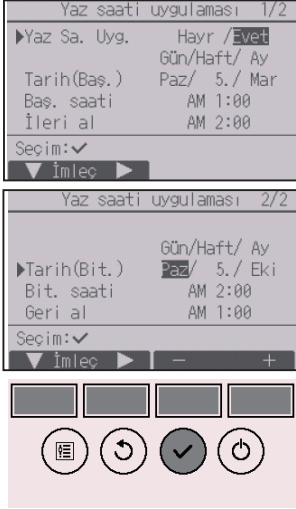 Yaz saati uygulaması 1/2
▶Yaz Sa. Uyg. Hayr /Evet
Gün/Haft/ Ay
Tarih(Baş.) Paz/ 5./ Mar
Baş. saati AM 1:00
İleri al AM 2:00
Seçim:✓
▼ İmleç ▶
Yaz saati uygulaması 2/2
Gün/Haft/ Ay
▶Tarih(Bit.) Paz/ 5./ Eki
Bit. saati AM 2:00
Geri al AM 1:00
Seçim:✓
▼ İmleç ▶ − +